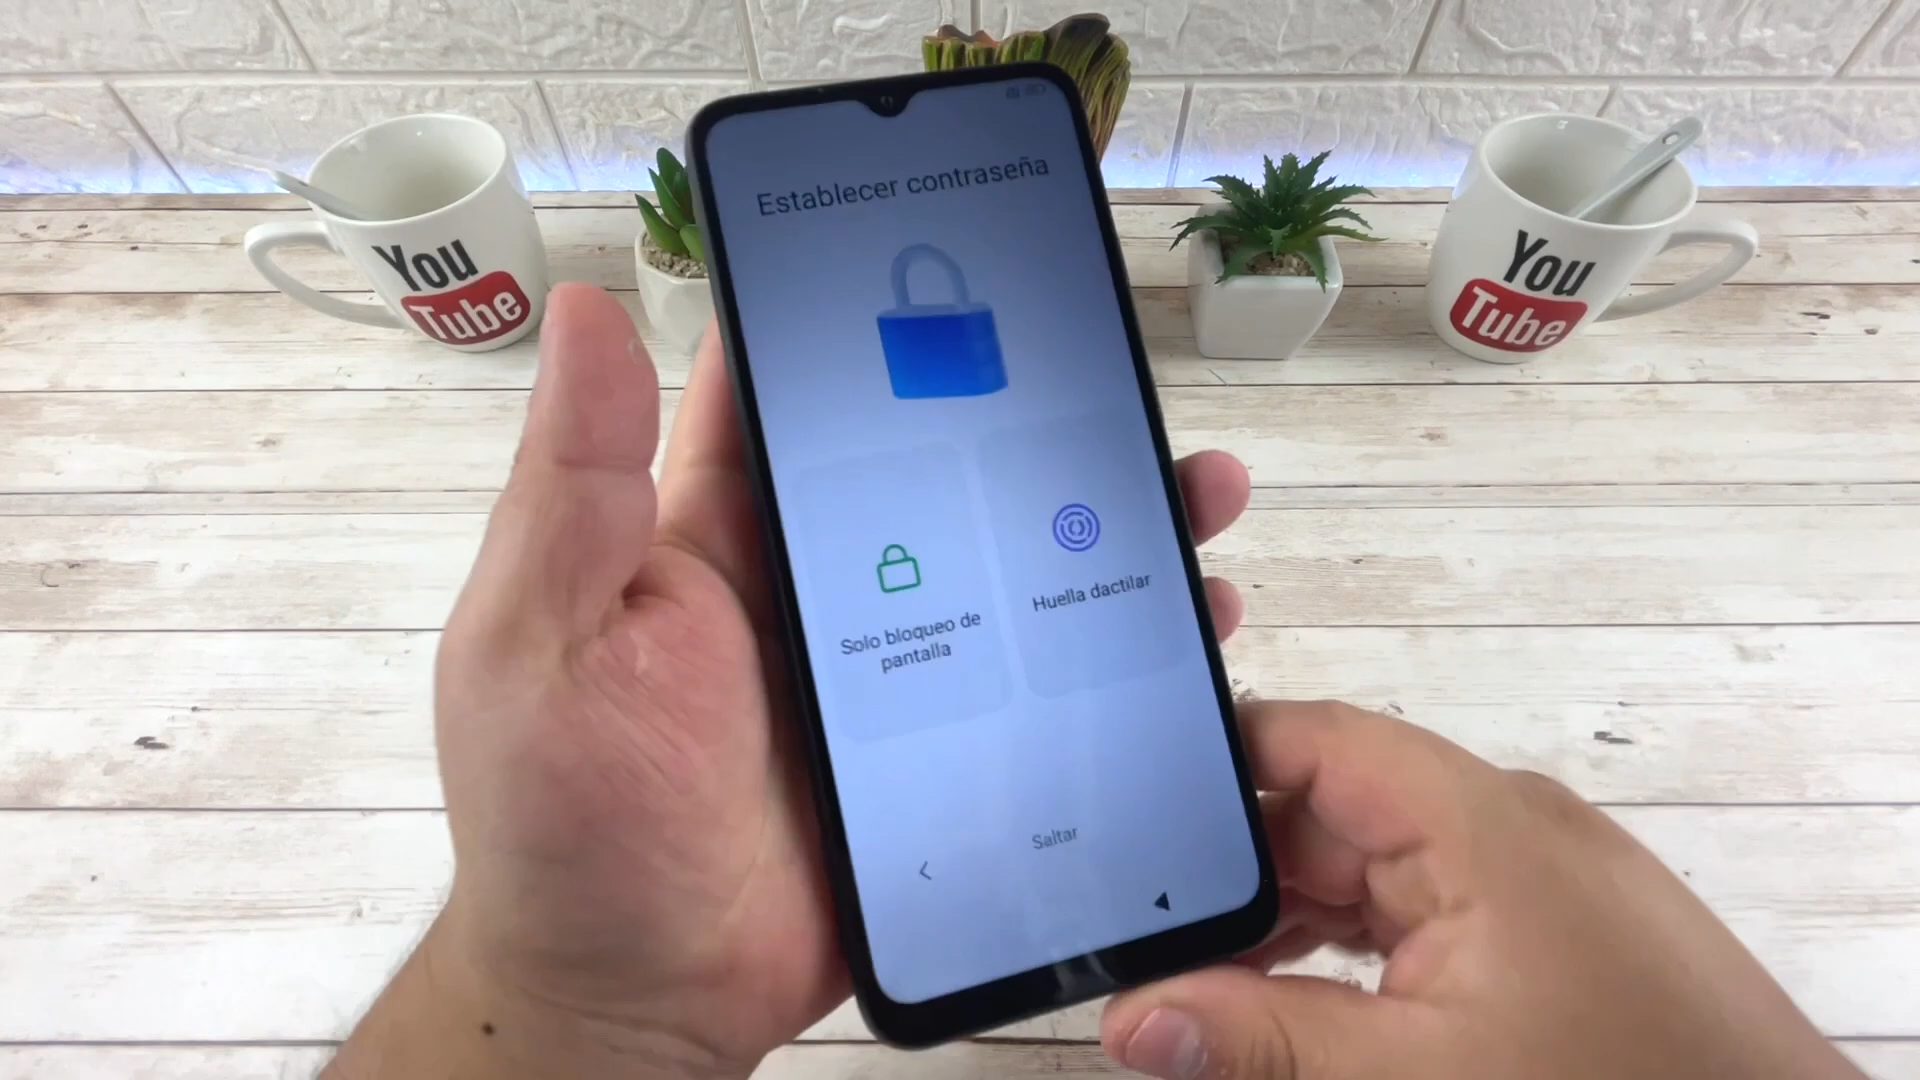 Establecer contraseña
You
Tube
You
Tube
Solo bloqueo de
pantalla
Huella dactilar
Saltar